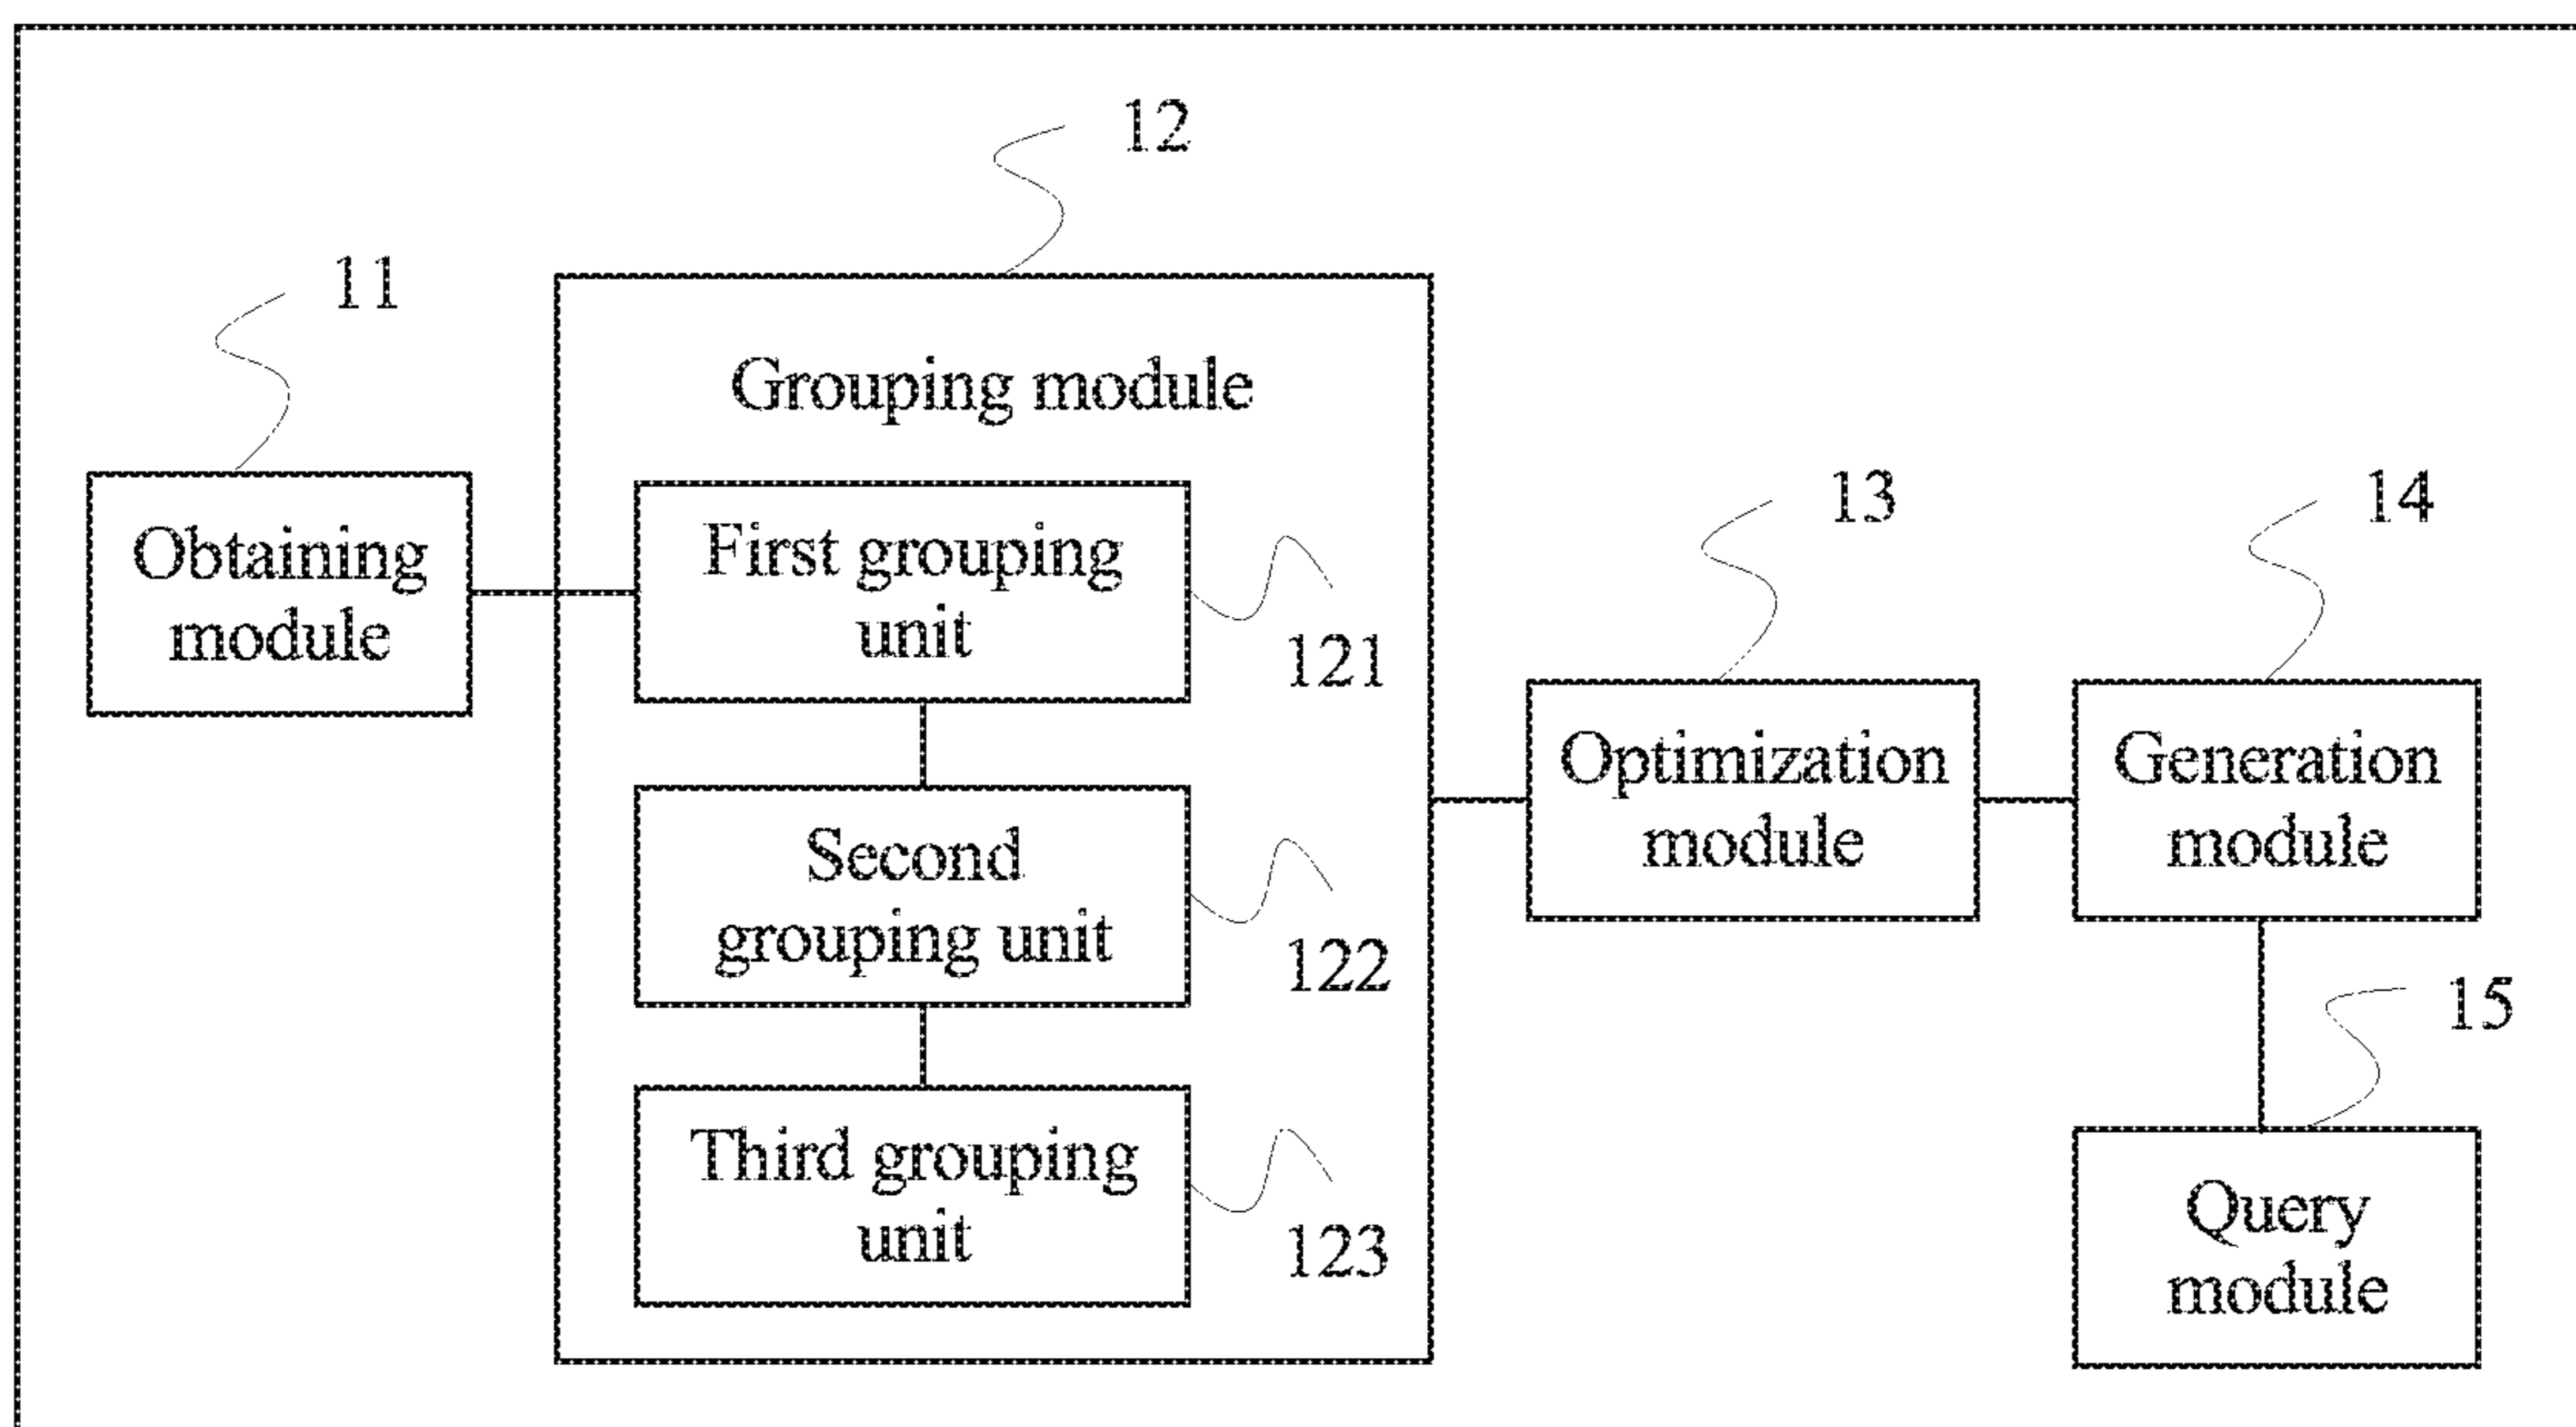 12
11
Grouping module
Obtaining
module
First grouping
unit
121
Second
grouping unit
122
Third grouping
unit
123
13
Optimization
module
14
Generation
module
15
Query
module